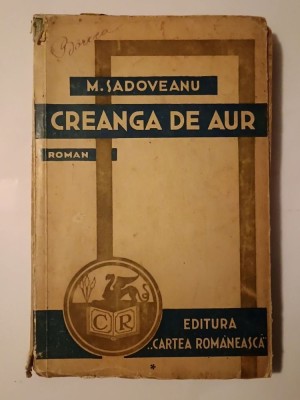 M. SADOVEANU
CREANGA DE AUR
ROMAN
CR
EDITURA
„CARTEA ROMÂNEASCĂ"
*